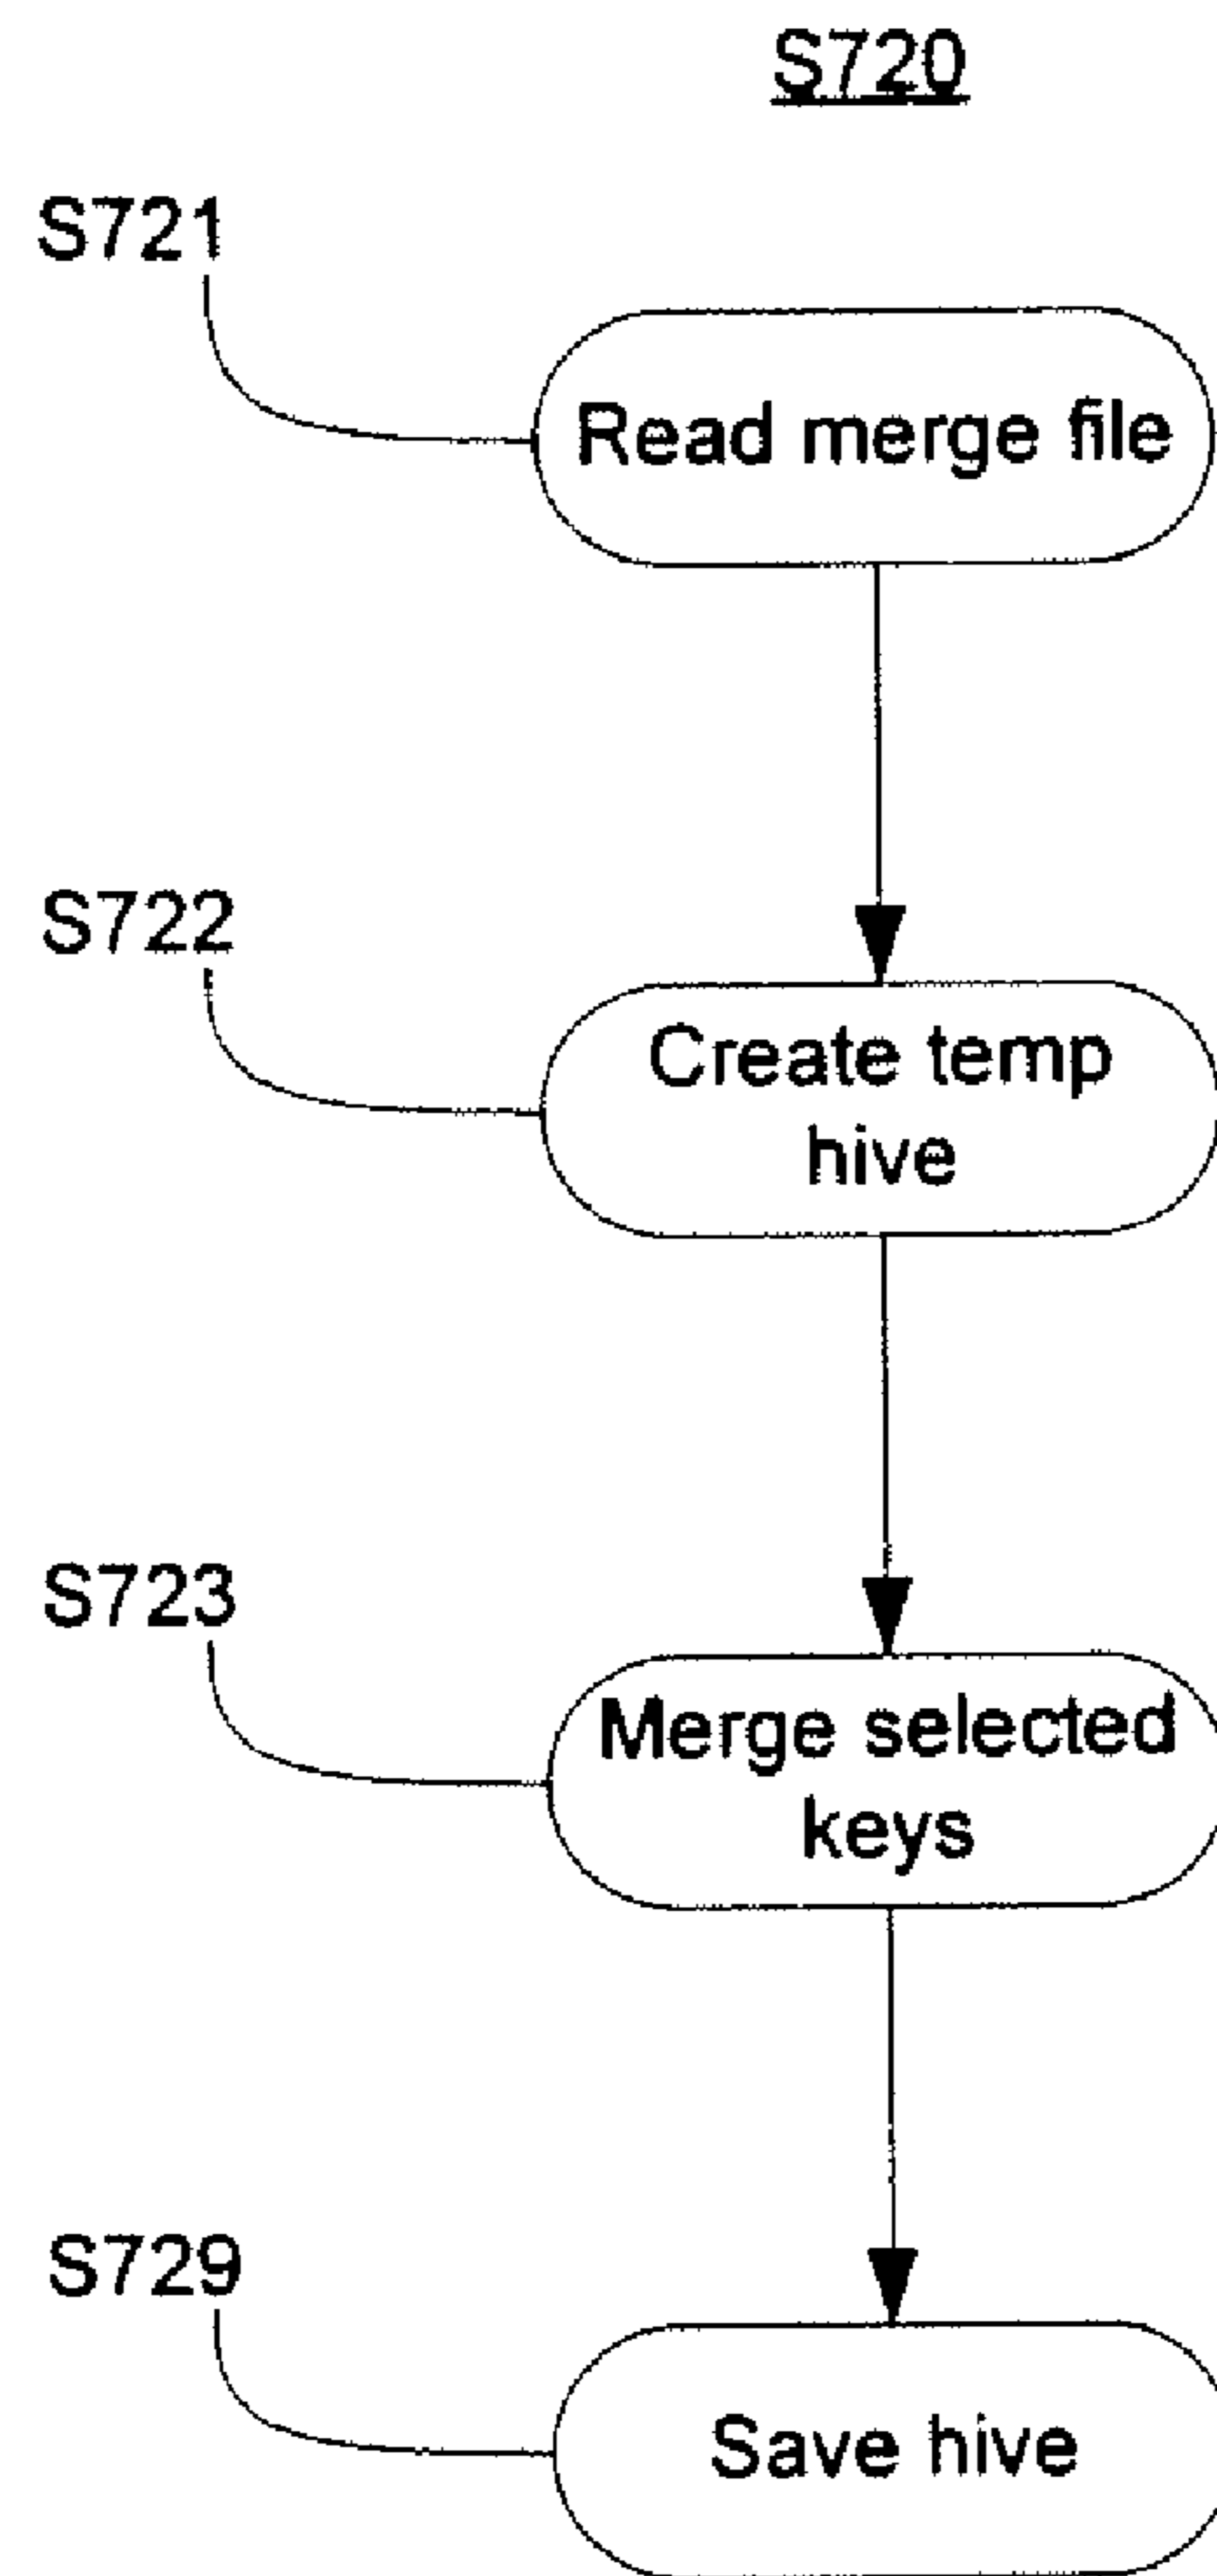 S720
S721
Read merge file
S722
Create temp
hive
S723
Merge selected
keys
S729
Save hive